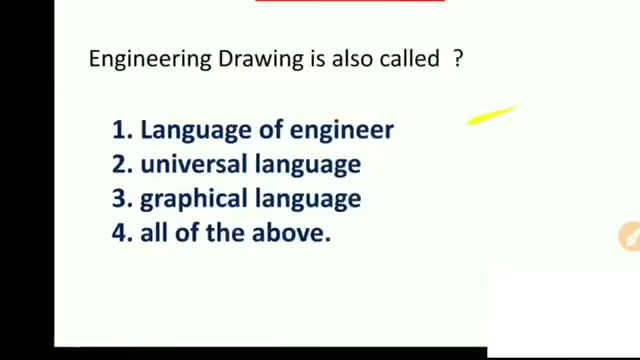 Engineering Drawing is also called ?
1. Language of engineer
2. universal language
3. graphical language
4. all of the above.